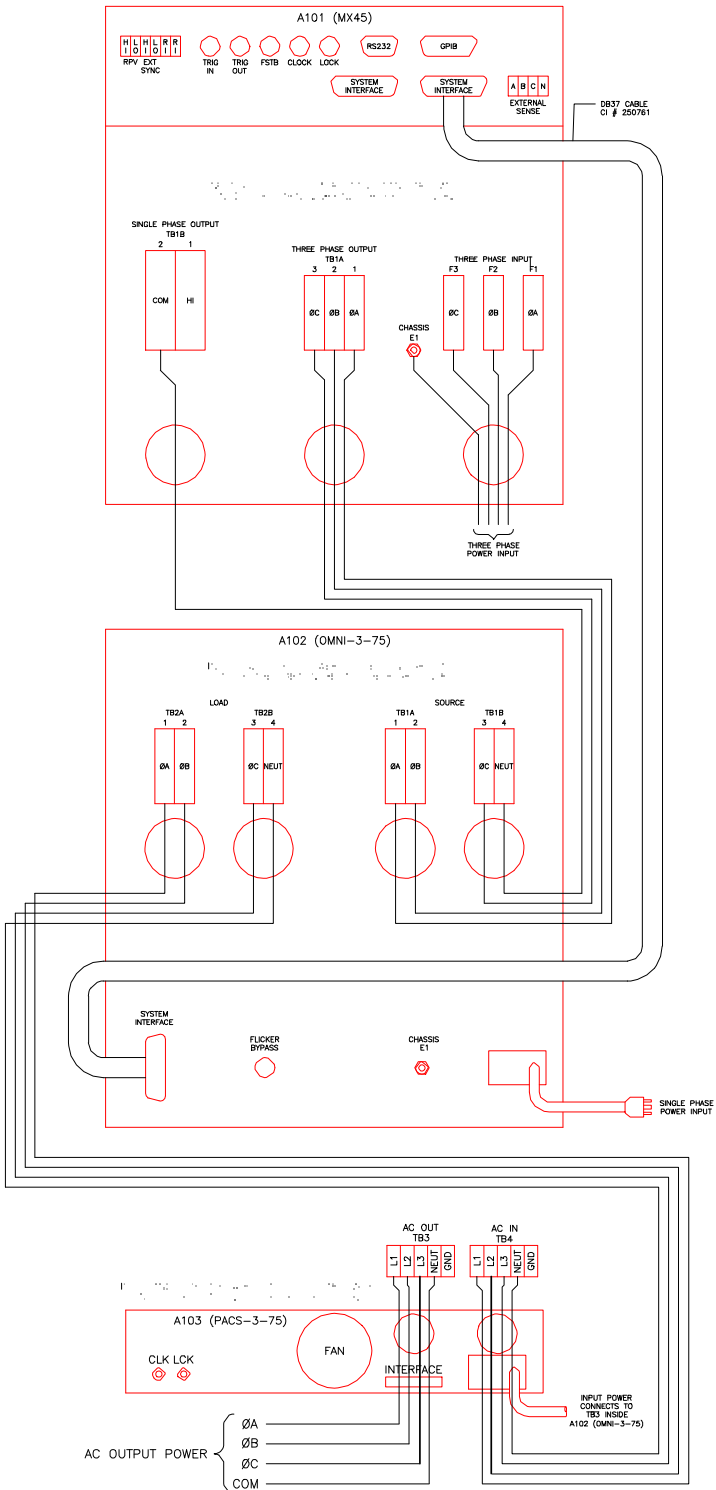 A101 (MX45)
HI LO HI LO RI RI
RPV EXT SYNC
TRIG IN
TRIG OUT
FSTB
CLOCK
LOCK
RS232
GPIB
SYSTEM INTERFACE
SYSTEM INTERFACE
A B C N
EXTERNAL SENSE
DB37 CABLE
CI # 250761
SINGLE PHASE OUTPUT
TB1B
2 1
COM HI
THREE PHASE OUTPUT
TB1A
3 2 1
ØC ØB ØA
CHASSIS
E1
THREE PHASE INPUT
F3 F2 F1
ØC ØB ØA
THREE PHASE
POWER INPUT
A102 (OMNI-3-75)
LOAD
SOURCE
TB2A
1 2
ØA ØB
TB2B
3 4
ØC NEUT
TB1A
1 2
ØA ØB
TB1B
3 4
ØC NEUT
SYSTEM
INTERFACE
FLICKER
BYPASS
CHASSIS
E1
SINGLE PHASE
POWER INPUT
AC OUT
TB3
L1 L2 L3 NEUT GND
AC IN
TB4
L1 L2 L3 NEUT GND
A103 (PACS-3-75)
CLK LCK
FAN
INTERFACE
INPUT POWER
CONNECTS TO
TB3 INSIDE
A102 (OMNI-3-75)
AC OUTPUT POWER
ØA
ØB
ØC
COM